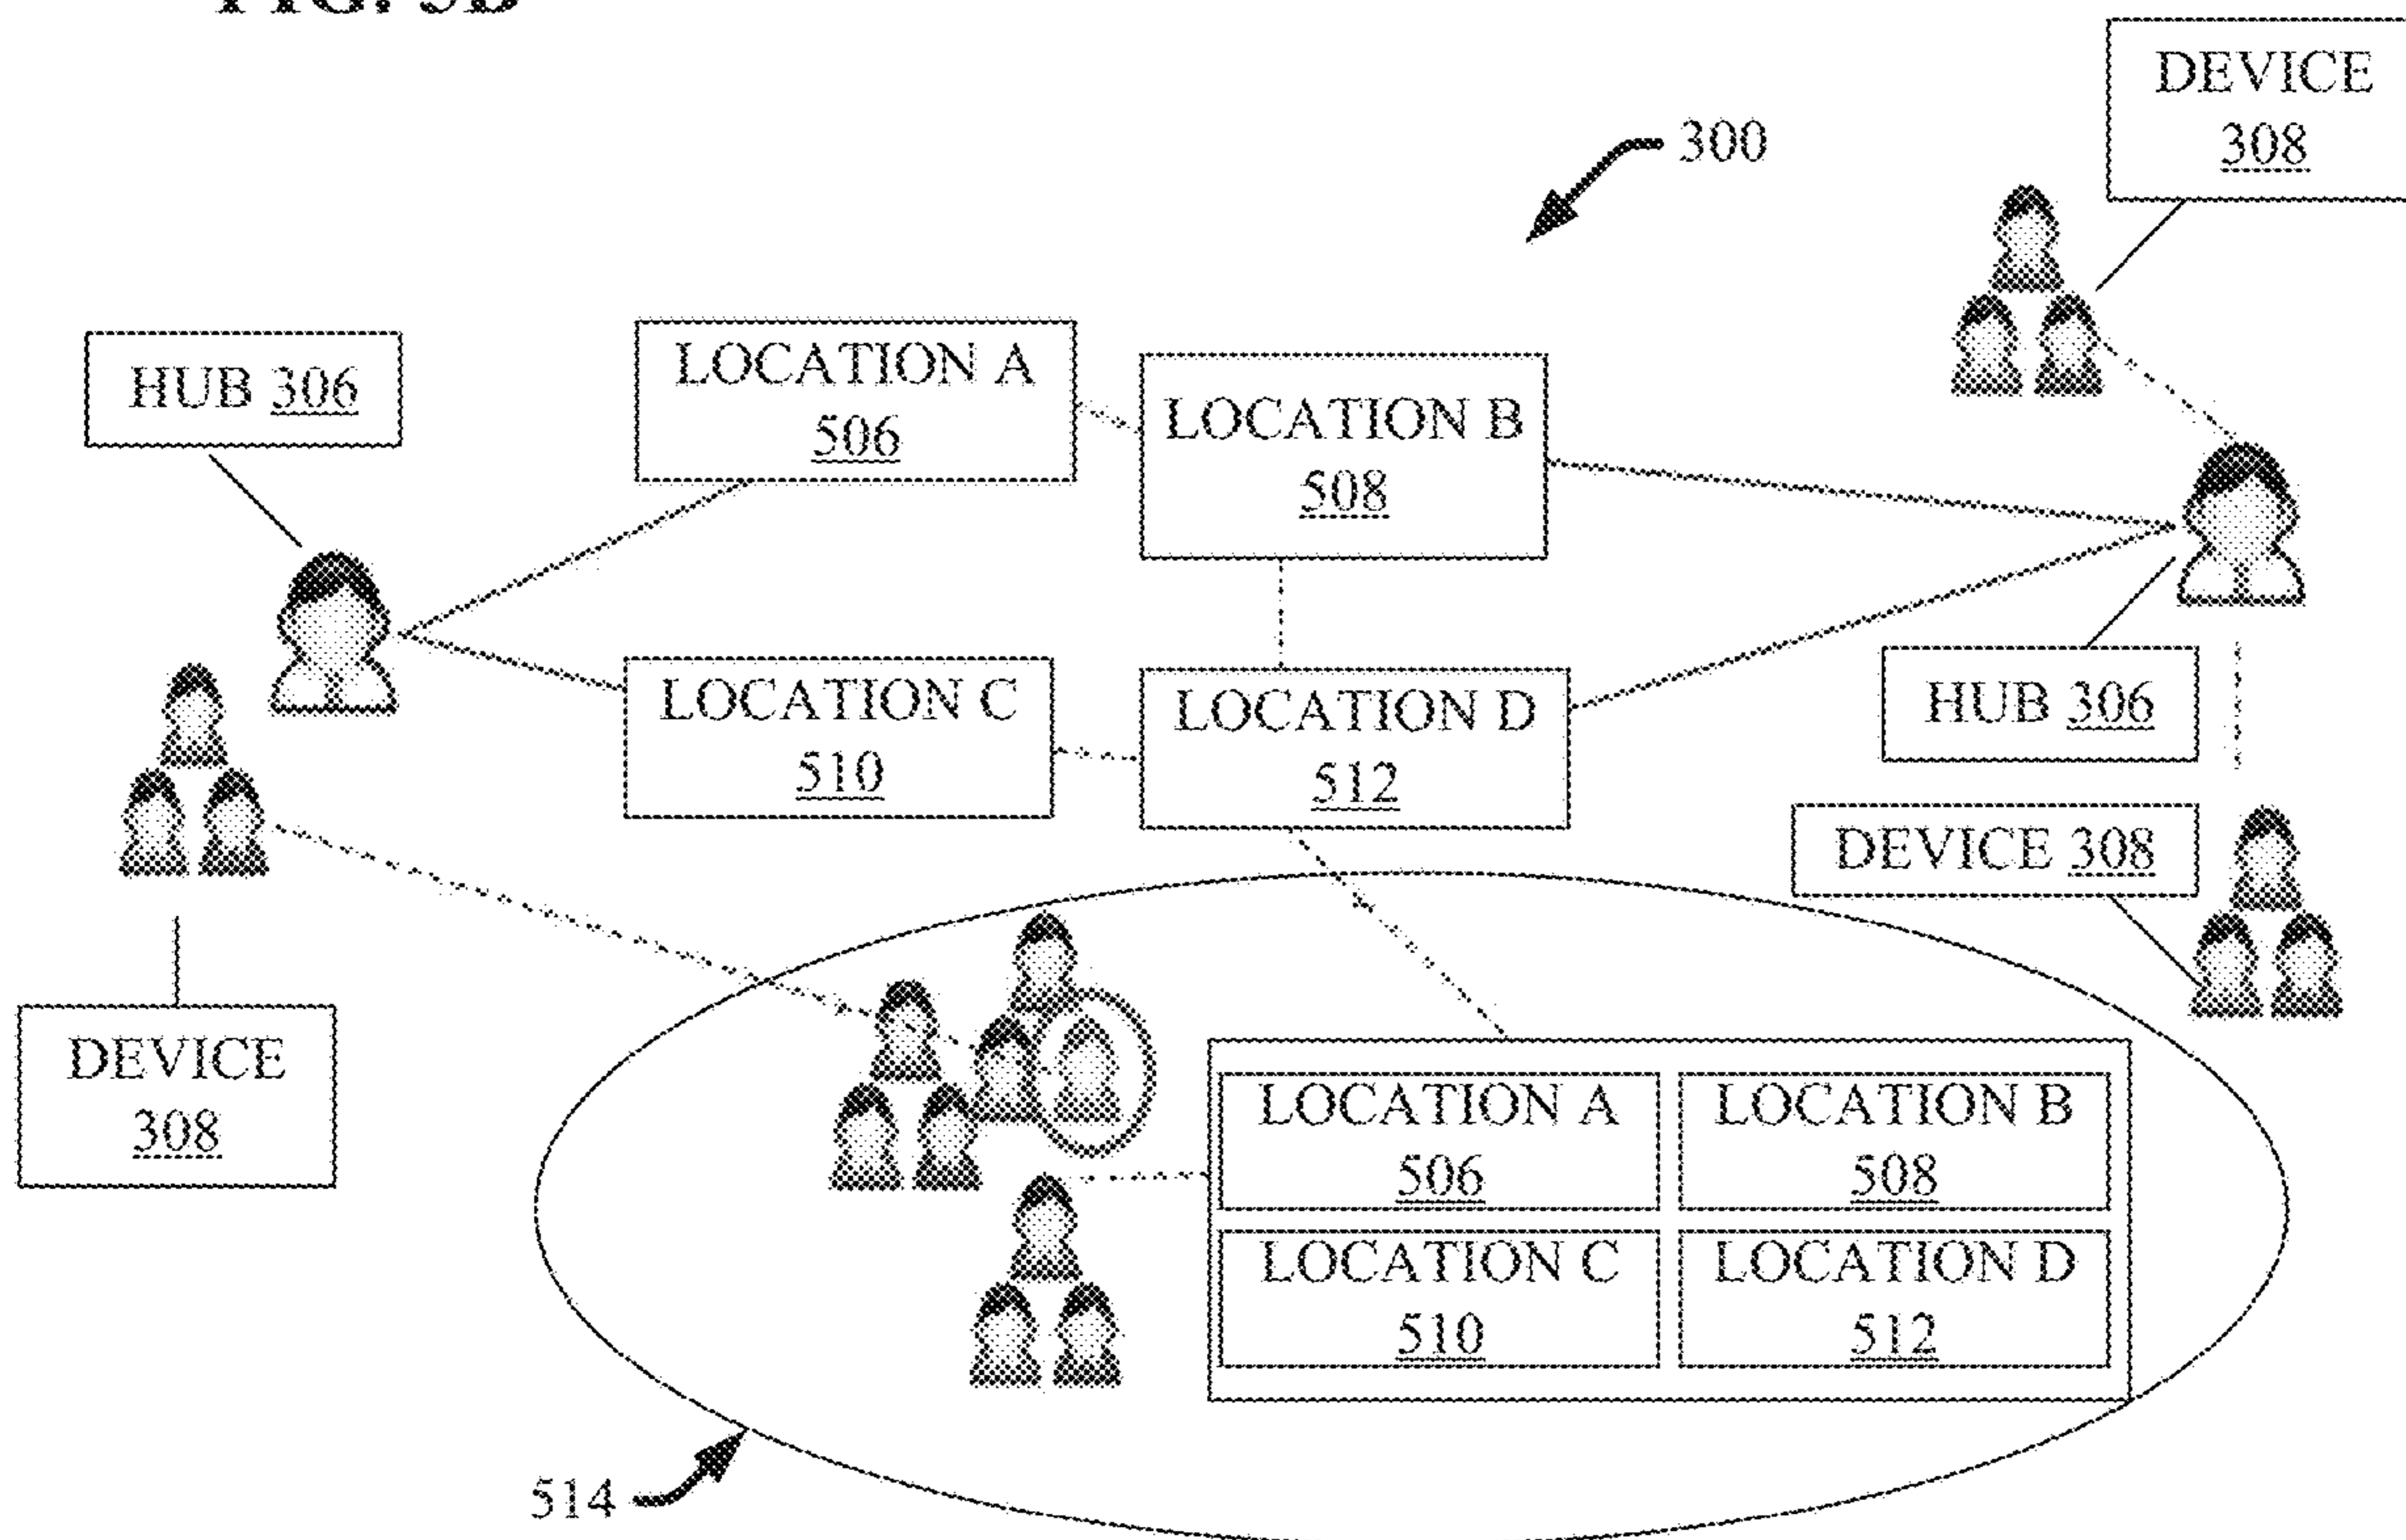 DEVICE
308
300
HUB 306
LOCATION A
506
LOCATION B
508
LOCATION C
510
LOCATION D
512
HUB 306
DEVICE 308
DEVICE
308
LOCATION A
506
LOCATION B
508
LOCATION C
510
LOCATION D
512
514